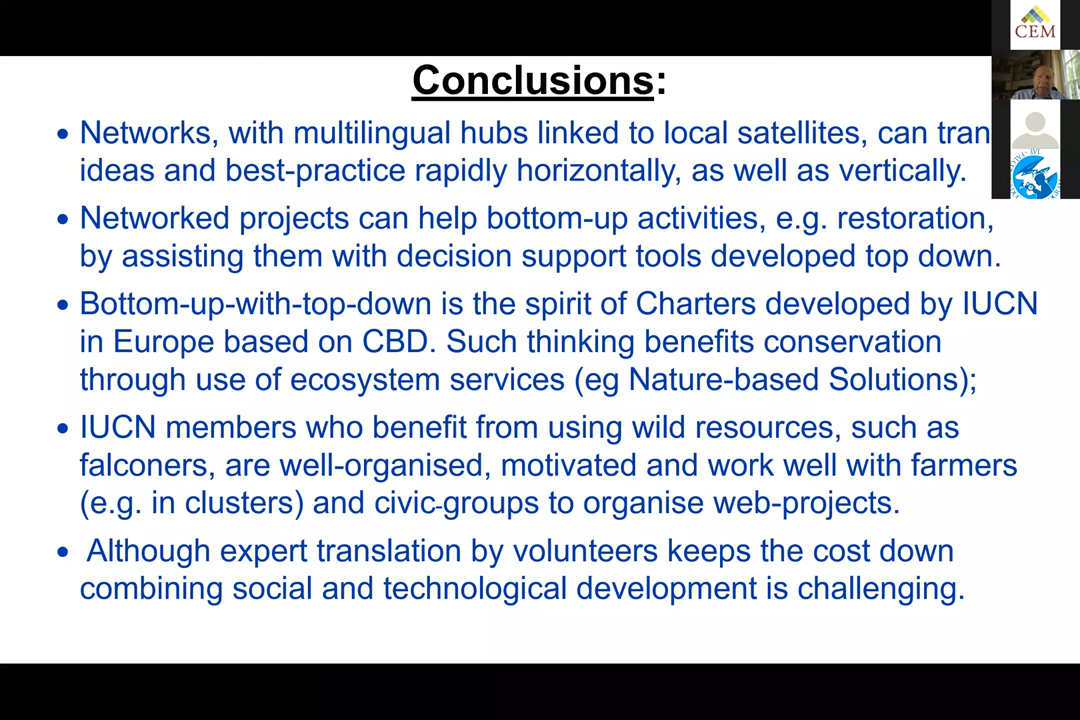 Conclusions:
• Networks, with multilingual hubs linked to local satellites, can tran
ideas and best-practice rapidly horizontally, as well as vertically.
• Networked projects can help bottom-up activities, e.g. restoration,
by assisting them with decision support tools developed top down.
• Bottom-up-with-top-down is the spirit of Charters developed by IUCN
in Europe based on CBD. Such thinking benefits conservation
through use of ecosystem services (eg Nature-based Solutions);
• IUCN members who benefit from using wild resources, such as
falconers, are well-organised, motivated and work well with farmers
(e.g. in clusters) and civic-groups to organise web-projects.
• Although expert translation by volunteers keeps the cost down
combining social and technological development is challenging.
CEM